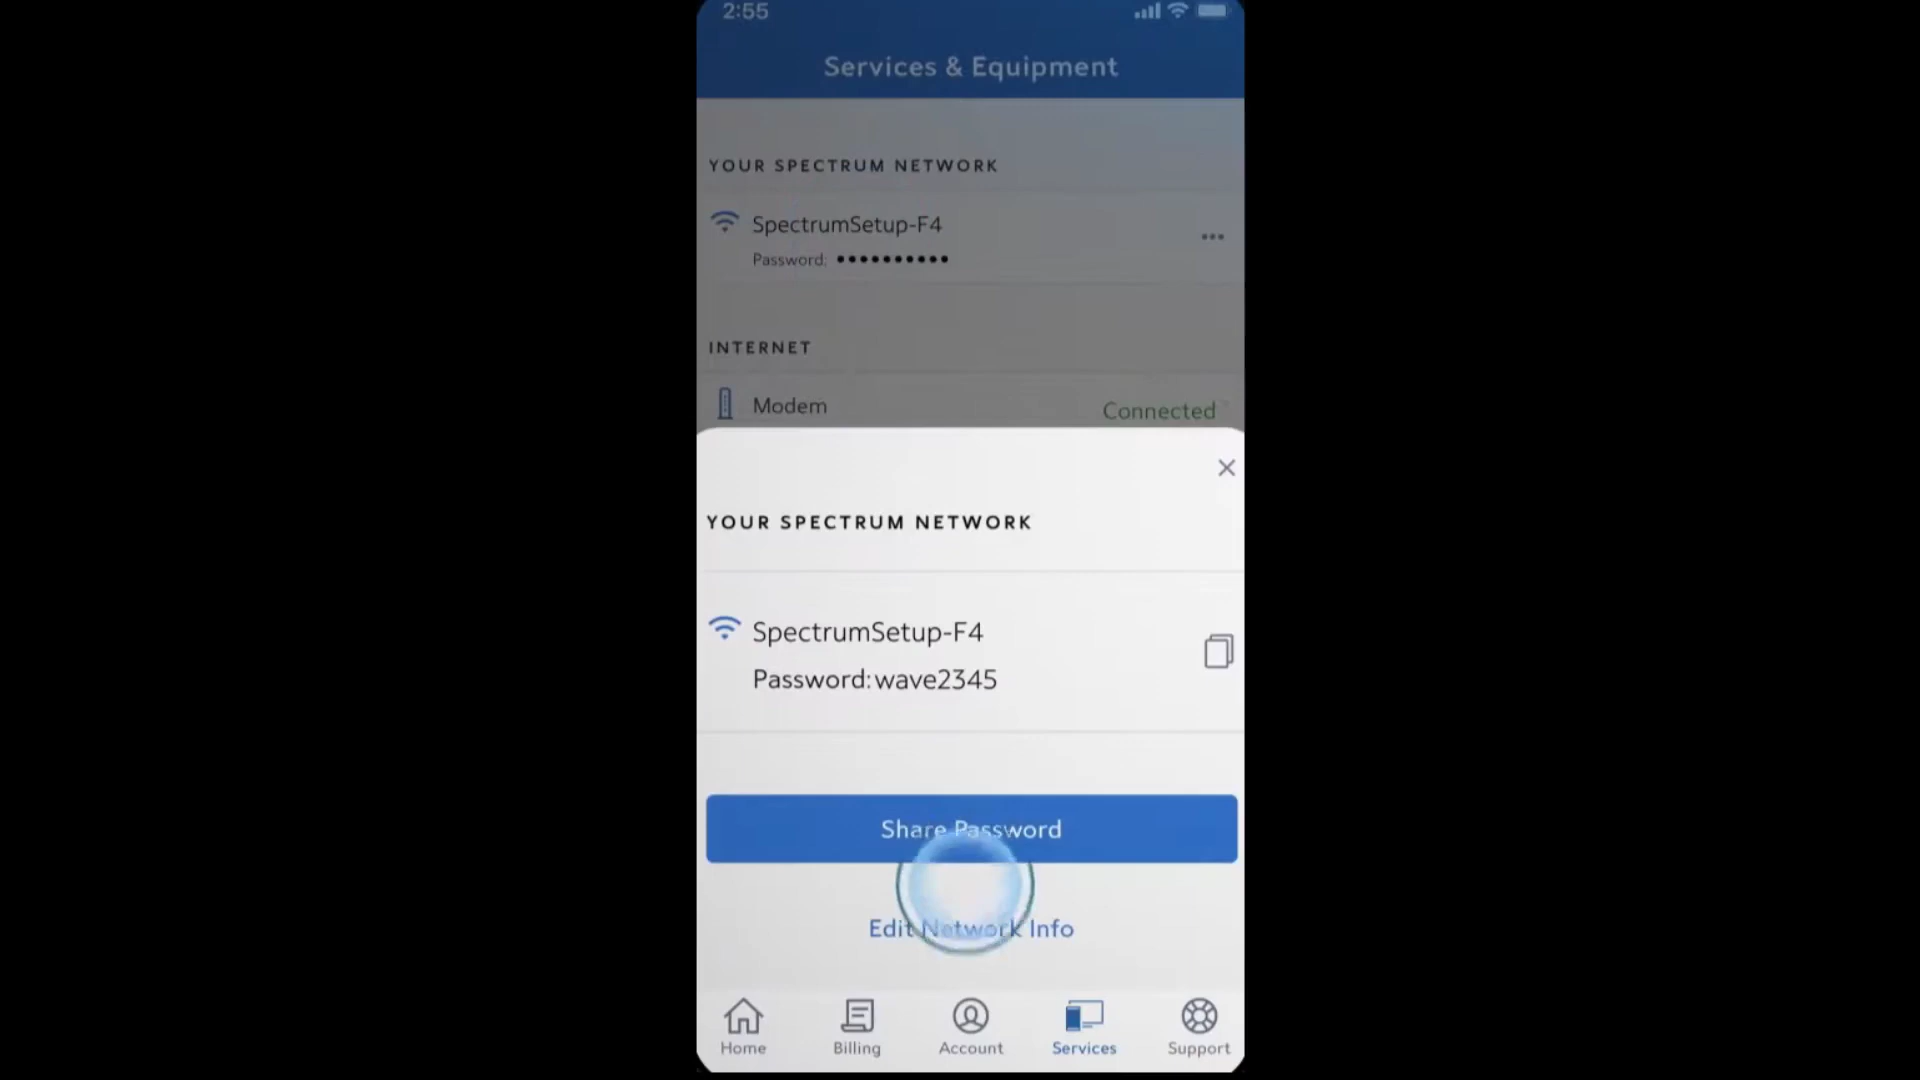 2:55
Services & Equipment
YOUR SPECTRUM NETWORK
SpectrumSetup-F4
Password: ••••••••••
INTERNET
Modem
Connected
YOUR SPECTRUM NETWORK
SpectrumSetup-F4
Password:wave2345
Share Password
Edit Network Info
Home
Billing
Account
Services
Support